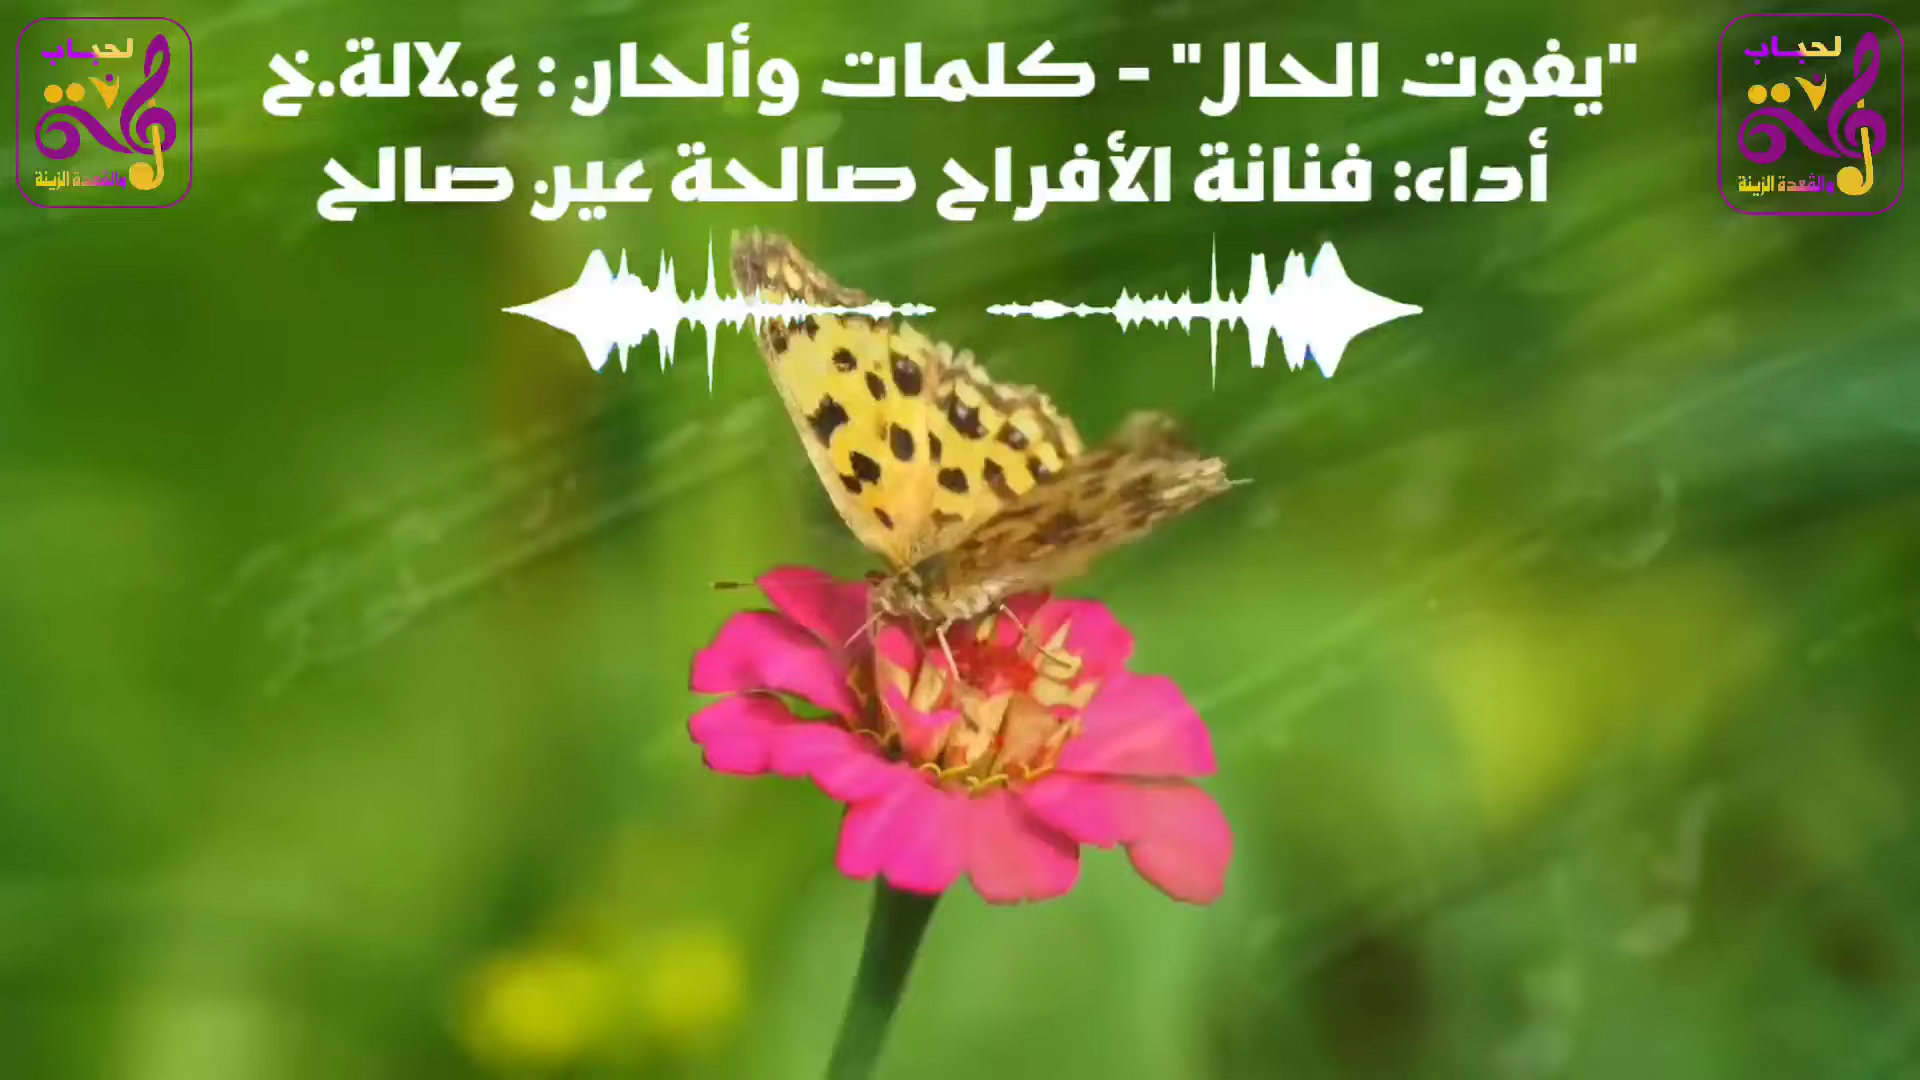 "يفوت الحال" - كلمات وألحان : ع.لالة.خ
أداء: فنانة الأفراح صالحة عين صالح
لحباب
والقعدة الزينة
لحباب
والقعدة الزينة